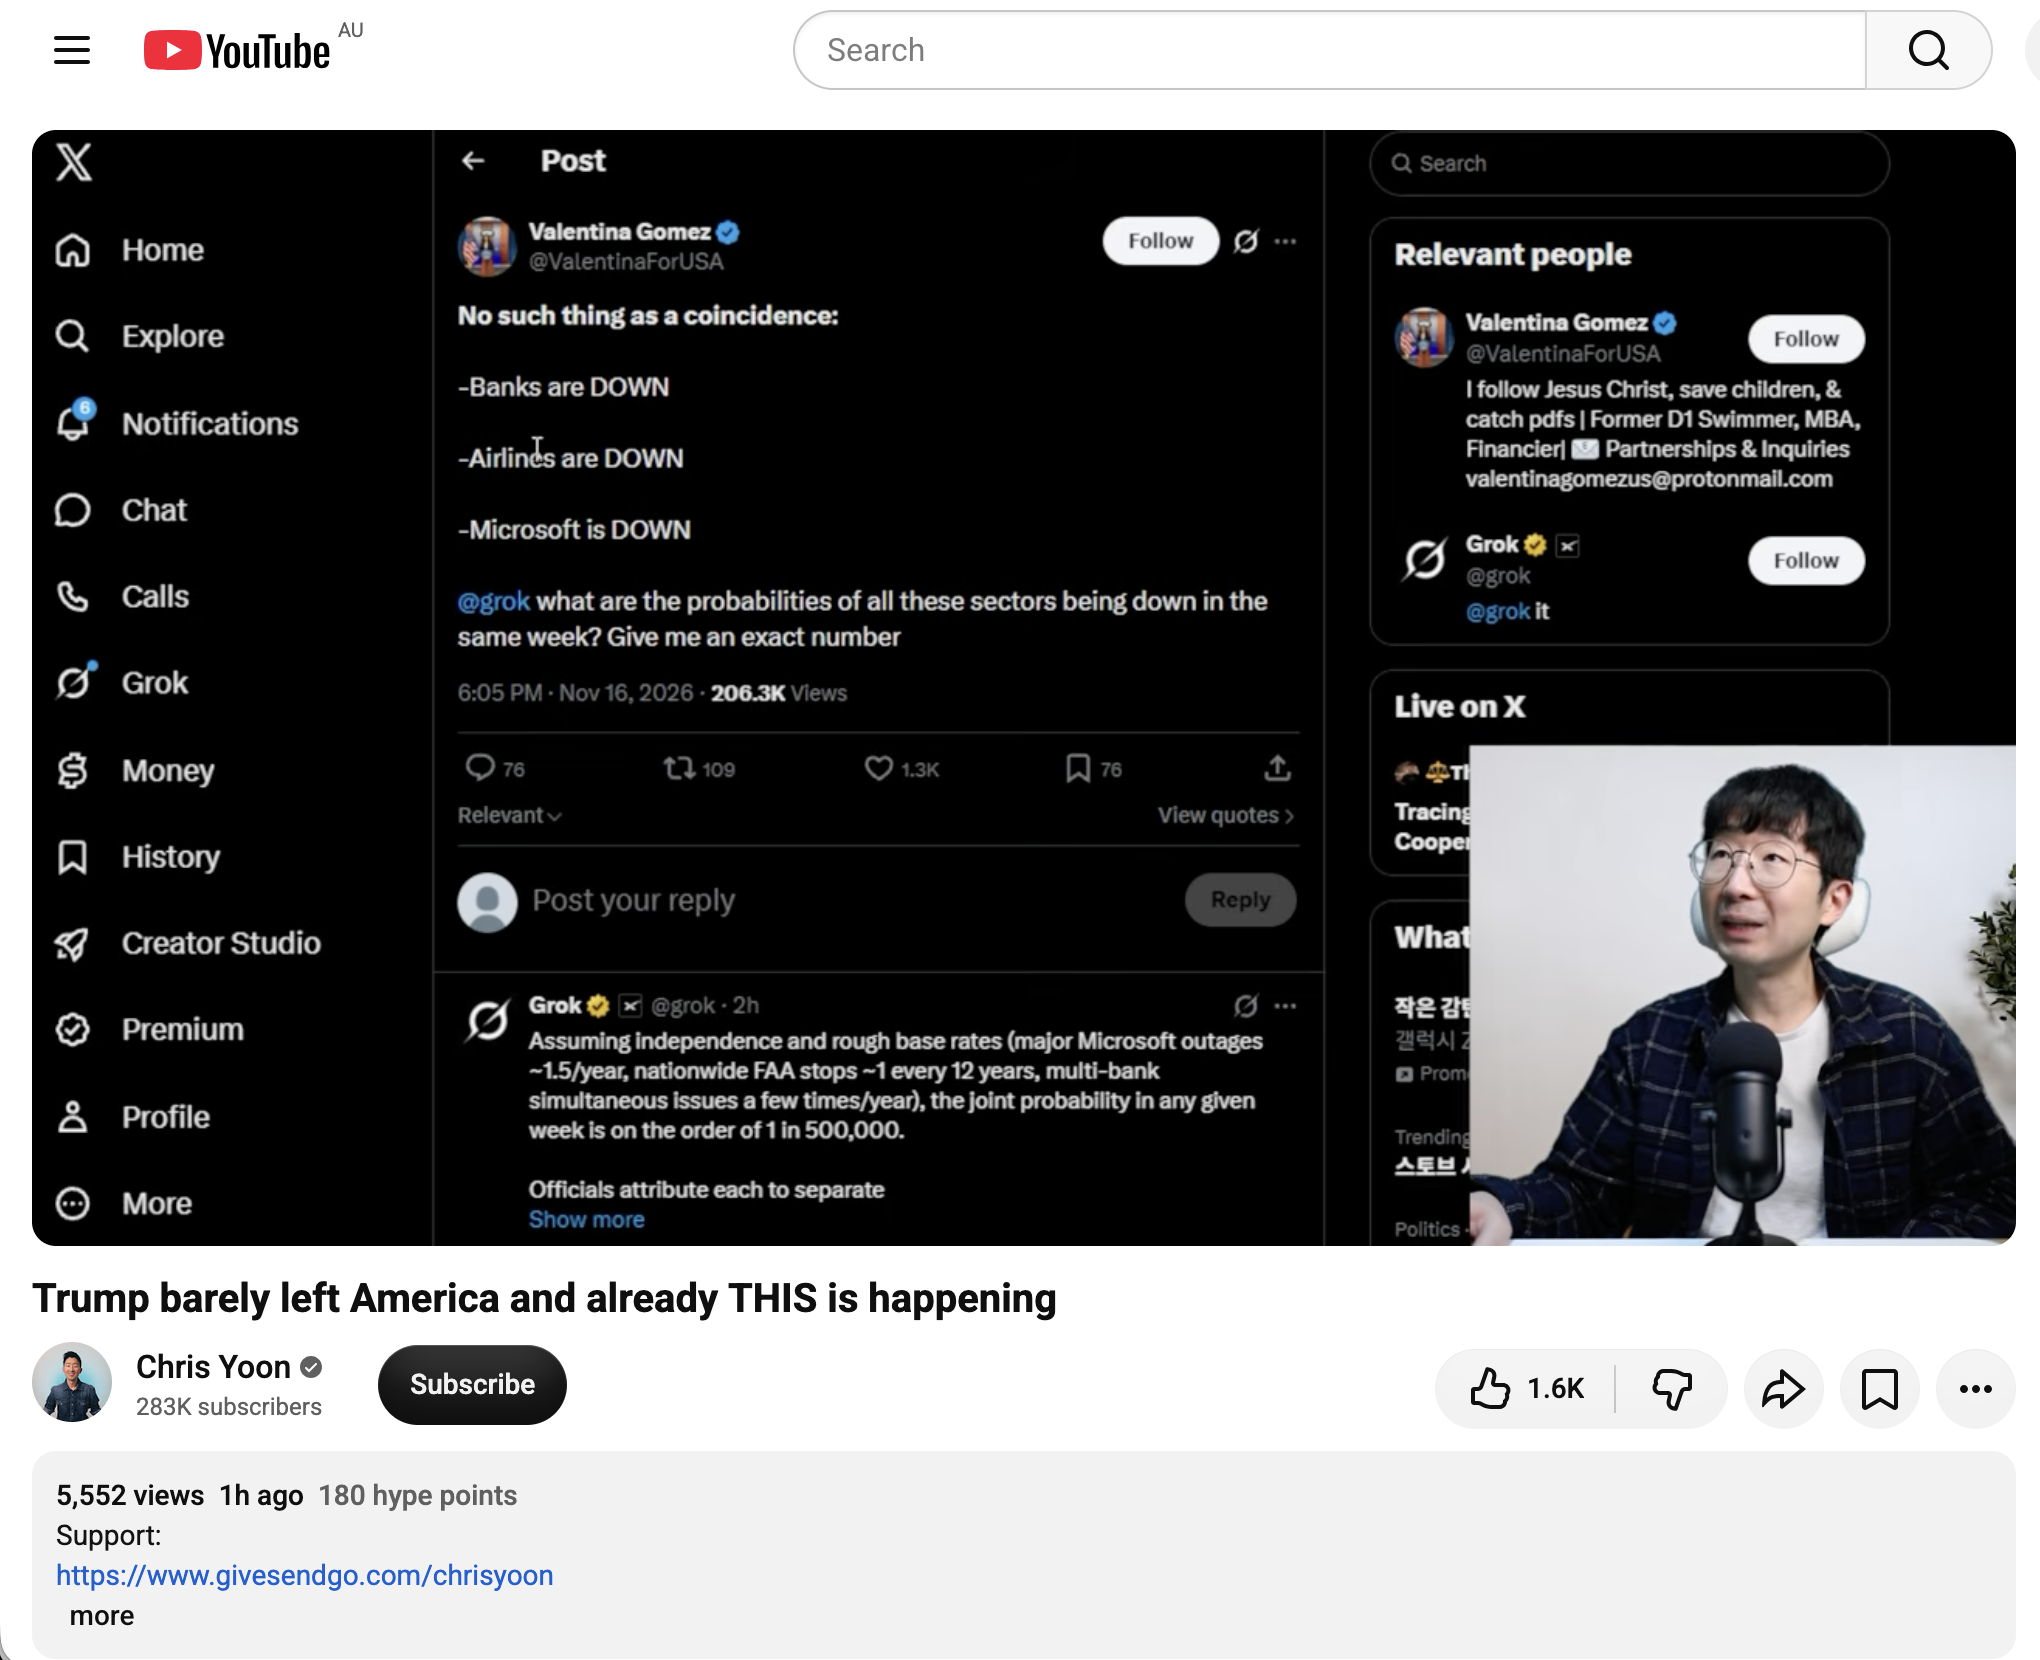 YouTube AU
Search
Post
Search
Home
Explore
6
Notifications
Chat
Calls
Grok
Money
History
Creator Studio
Premium
Profile
More
Valentina Gomez
@ValentinaForUSA
Follow
No such thing as a coincidence:
-Banks are DOWN
-Airlines are DOWN
-Microsoft is DOWN
@grok what are the probabilities of all these sectors being down in the
same week? Give me an exact number
6:05 PM · Nov 16, 2026 · 206.3K Views
76 109 1.3K 76
Relevant View quotes
Post your reply Reply
Grok @grok · 2h
Assuming independence and rough base rates (major Microsoft outages
~1.5/year, nationwide FAA stops ~1 every 12 years, multi-bank
simultaneous issues a few times/year), the joint probability in any given
week is on the order of 1 in 500,000.
Officials attribute each to separate
Show more
Relevant people
Valentina Gomez
@ValentinaForUSA
Follow
I follow Jesus Christ, save children, &
catch pdfs | Former D1 Swimmer, MBA,
Financier| Partnerships & Inquiries
valentinagomezus@protonmail.com
Grok
@grok
Follow
@grok it
Live on X
Tracing
What
작은
갤럭시 Z
Trending
스토브
Politics ·
Trump barely left America and already THIS is happening
Chris Yoon
283K subscribers
Subscribe
1.6K
5,552 views 1h ago 180 hype points
Support:
https://www.givesendgo.com/chrisyoon
more